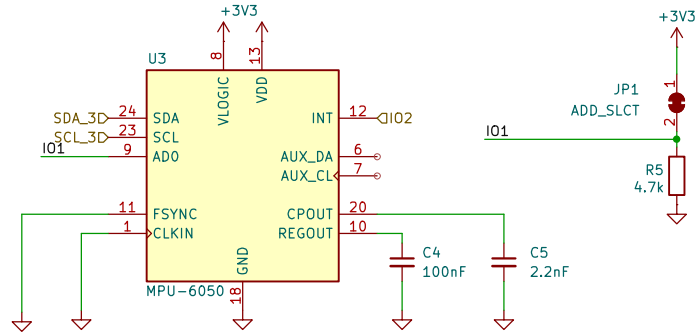 +3V3
+3V3
U3
8
13
VLOGIC
VDD
JP1
ADD_SLCT
1
2
SDA_3
24
SDA
INT
12
IO2
SCL_3
23
SCL
IO1
9
AD0
AUX_DA
6
AUX_CL
7
IO1
R5
4.7k
11
FSYNC
CPOUT
20
1
CLKIN
REGOUT
10
GND
18
C4
100nF
C5
2.2nF
MPU-6050